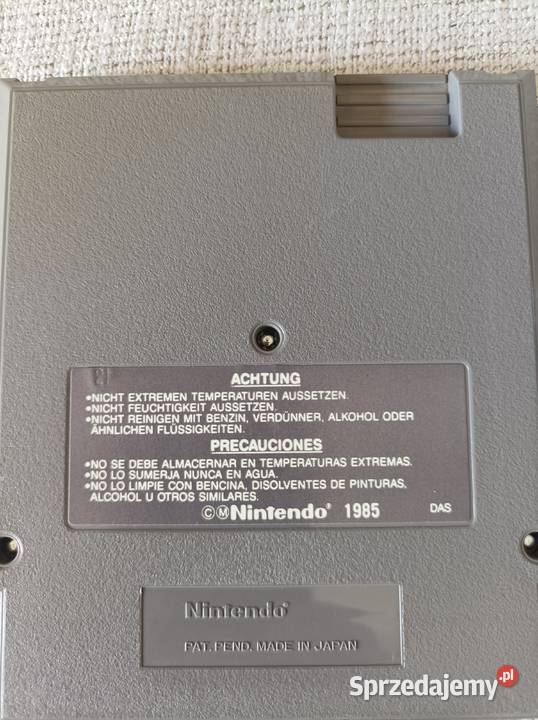 ACHTUNG
•NICHT EXTREMEN TEMPERATUREN AUSSETZEN.
•NICHT FEUCHTIGKEIT AUSSETZEN.
•NICHT REINIGEN MIT BENZIN, VERDÜNNER, ALKOHOL ODER
ÄHNLICHEN FLÜSSIGKEITEN.
PRECAUCIONES
•NO SE DEBE ALMACERNAR EN TEMPERATURAS EXTREMAS.
•NO LO SUMERJA NUNCA EN AGUA.
•NO LO LIMPIE CON BENCINA, DISOLVENTES DE PINTURAS,
ALCOHOL U OTROS SIMILARES.
©ⓂNintendo® 1985 DAS
Nintendo®
PAT. PEND. MADE IN JAPAN
Sprzedajemy.pl